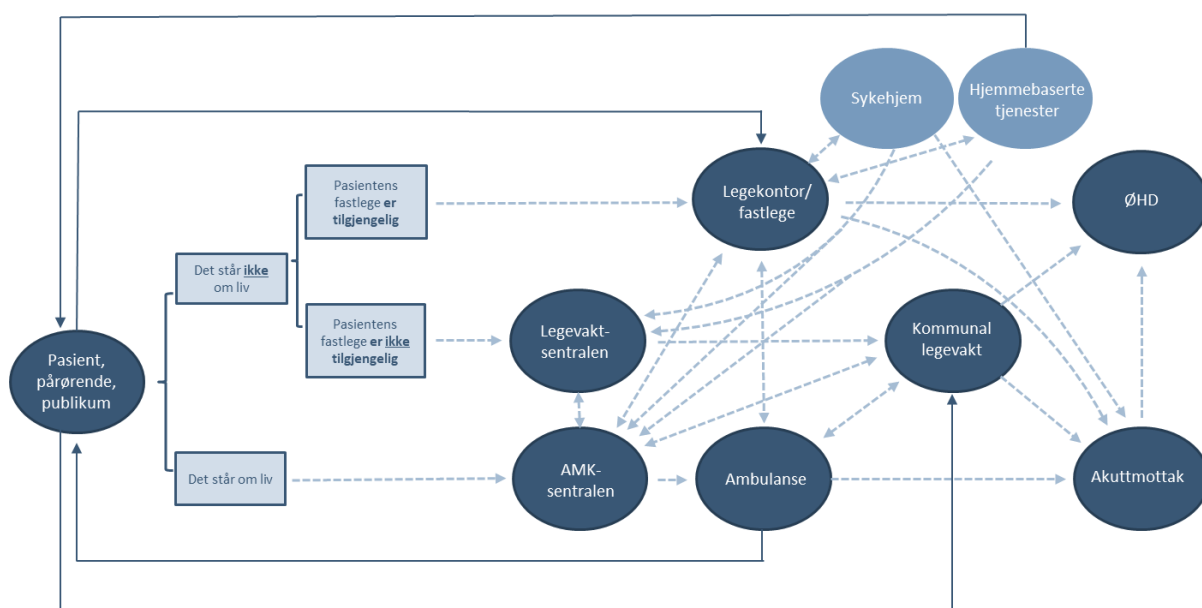 Sykehjem
Hjemmebaserte
tjenester
Pasientens
fastlege er
tilgjengelig
Legekontor/
fastlege
ØHD
Det står ikke
om liv
Pasientens
fastlege er ikke
tilgjengelig
Legevakt-
sentralen
Kommunal
legevakt
Pasient,
pårørende,
publikum
Det står om liv
AMK-
sentralen
Ambulanse
Akuttmottak